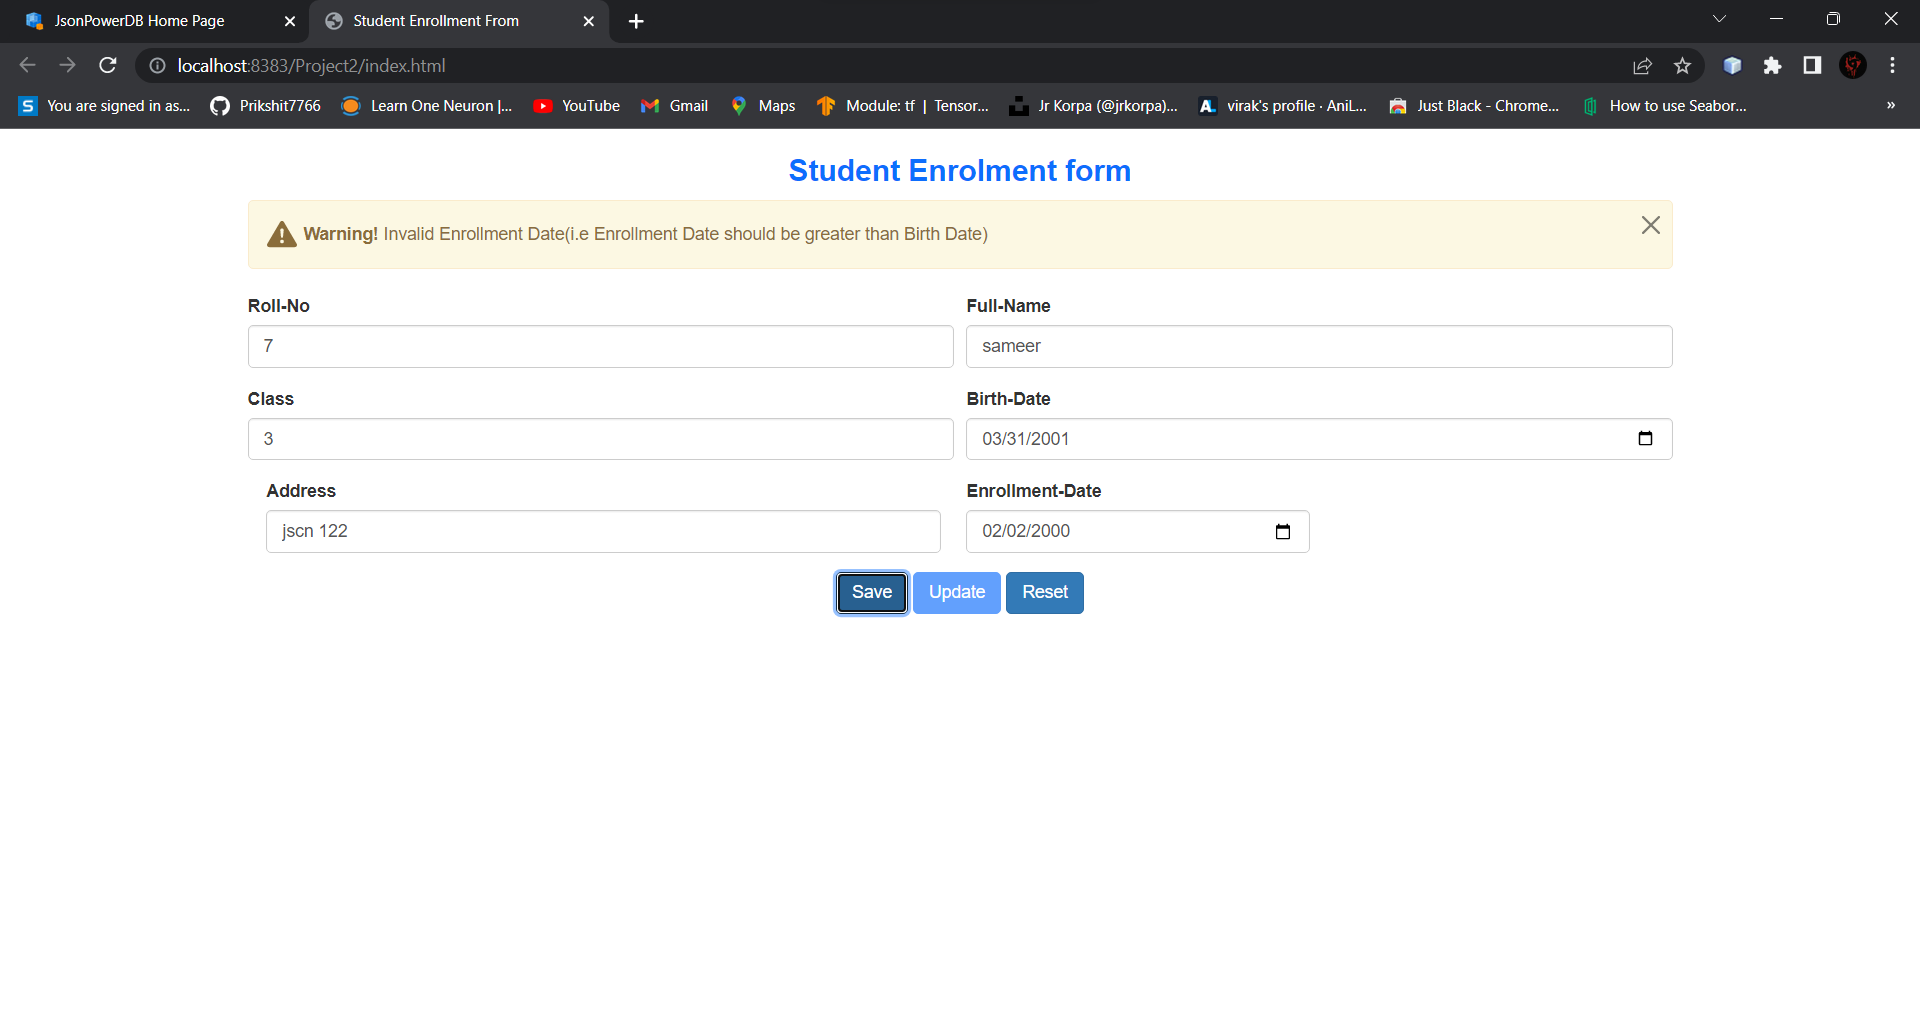 JsonPowerDB Home Page
Student Enrollment From
localhost:8383/Project2/index.html
You are signed in as... Prikshit7766 Learn One Neuron |... YouTube Gmail Maps Module: tf | Tensor... Jr Korpa (@jrkorpa)... virak's profile · AniL... Just Black - Chrome... How to use Seabor... »
Student Enrolment form
Warning! Invalid Enrollment Date(i.e Enrollment Date should be greater than Birth Date)
Roll-No Full-Name
7 sameer
Class Birth-Date
3 03/31/2001
Address Enrollment-Date
jscn 122 02/02/2000
Save Update Reset